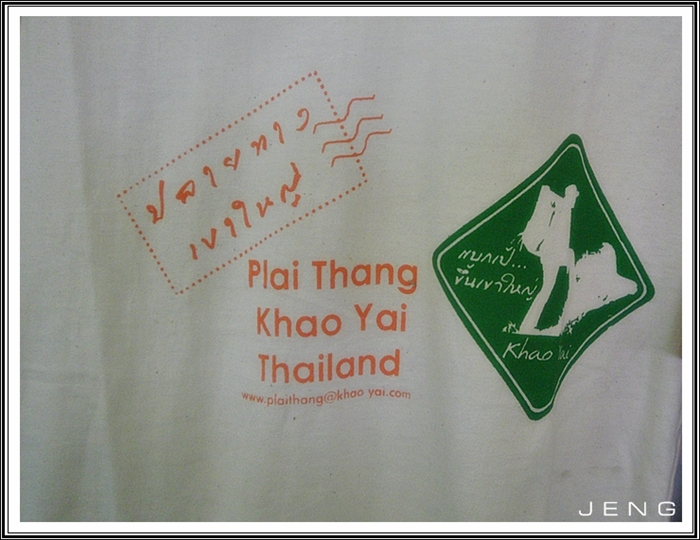 ปลายทาง
เขาใหญ่
Plai Thang
Khao Yai
Thailand
www.plaithang@khao yai.com
แบกเป้...
ขึ้นเขาใหญ่
Khao Yai
JENG